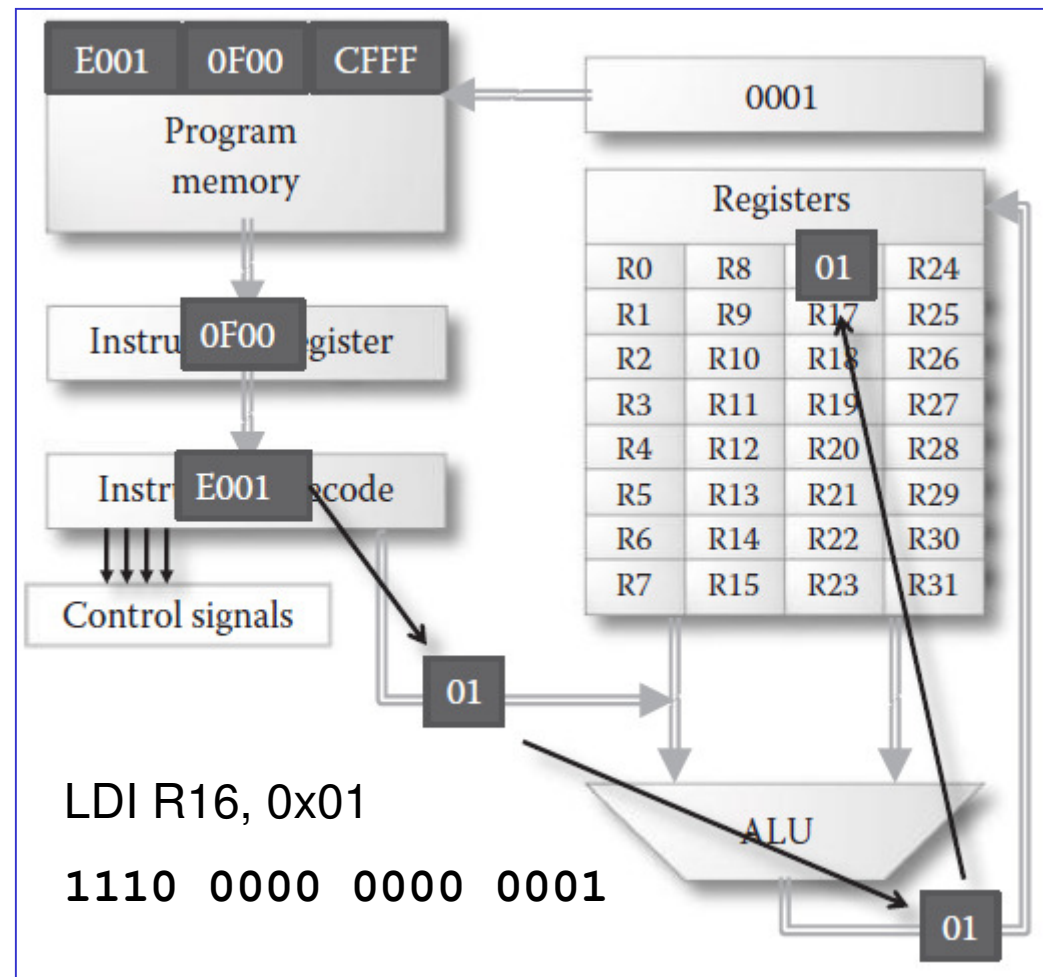 E001 0F00 CFFF
Program
memory
0001
Registers
R0 R8 01 R24
R1 R9 R17 R25
R2 R10 R18 R26
R3 R11 R19 R27
R4 R12 R20 R28
R5 R13 R21 R29
R6 R14 R22 R30
R7 R15 R23 R31
Instru 0F00 egister
Instr E001 ecode
Control signals
01
ALU
01
LDI R16, 0x01
1110 0000 0000 0001